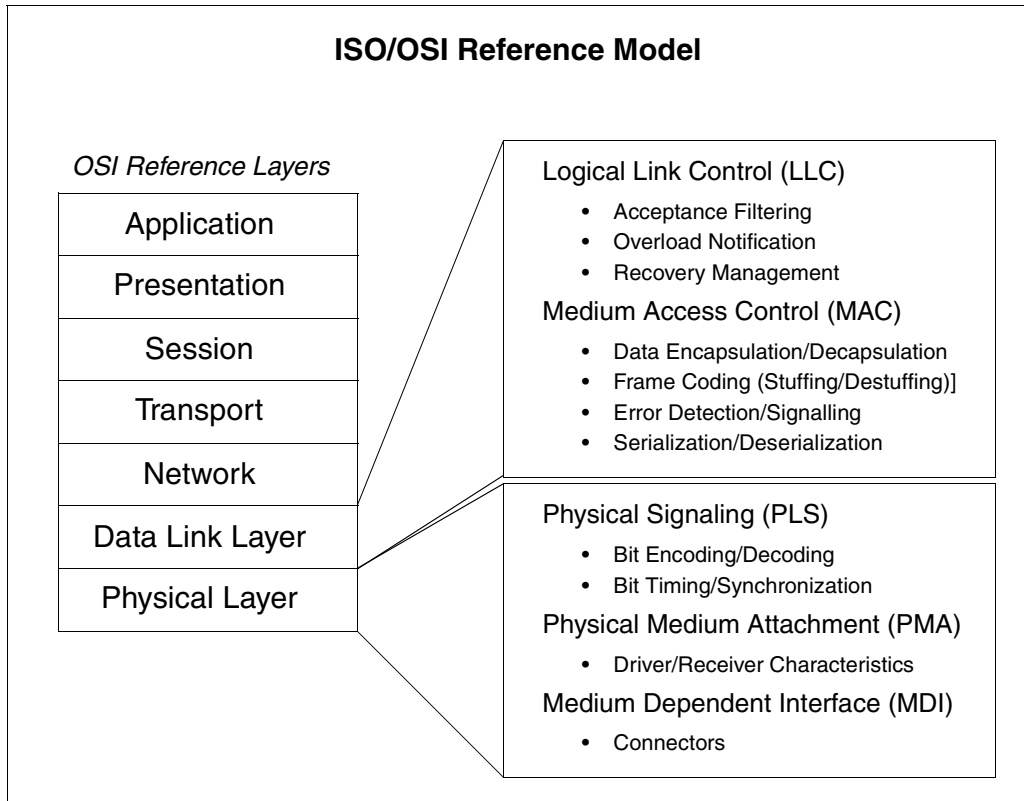 ISO/OSI Reference Model
OSI Reference Layers
Application
Presentation
Session
Transport
Network
Data Link Layer
Physical Layer
Logical Link Control (LLC)
• Acceptance Filtering
• Overload Notification
• Recovery Management
Medium Access Control (MAC)
• Data Encapsulation/Decapsulation
• Frame Coding (Stuffing/Destuffing)]
• Error Detection/Signalling
• Serialization/Deserialization
Physical Signaling (PLS)
• Bit Encoding/Decoding
• Bit Timing/Synchronization
Physical Medium Attachment (PMA)
• Driver/Receiver Characteristics
Medium Dependent Interface (MDI)
• Connectors